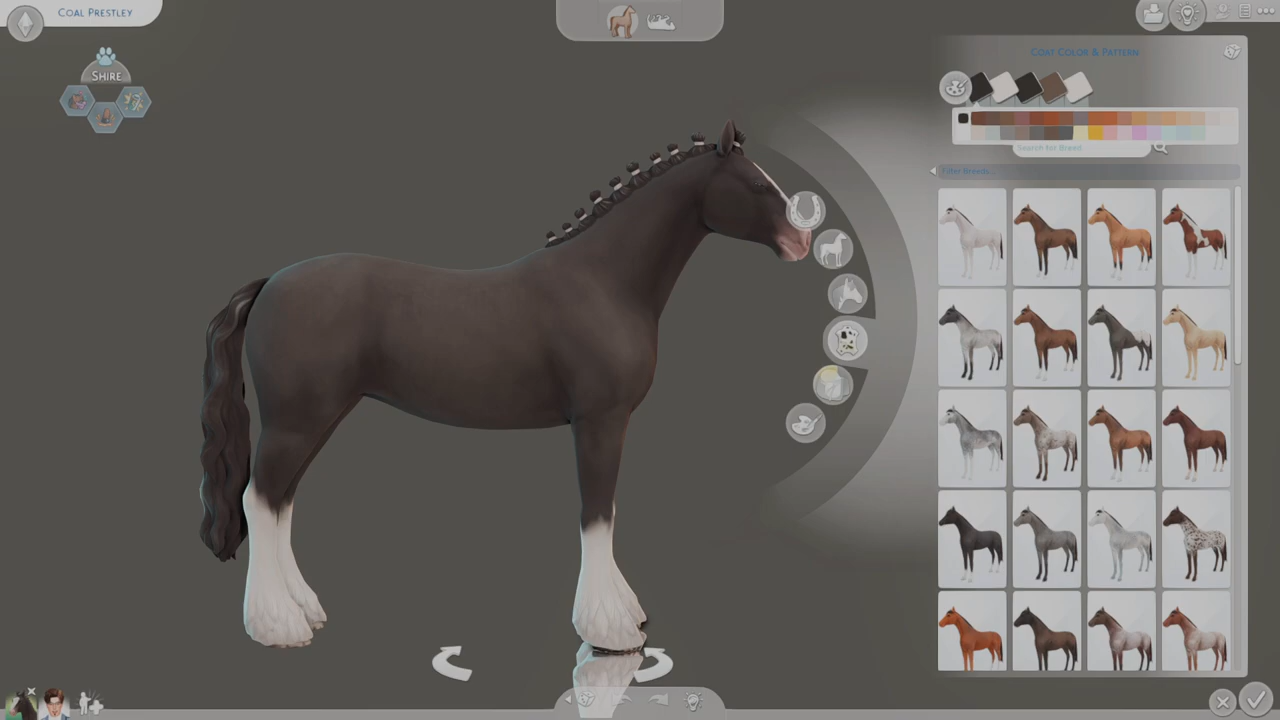 Coal Prestley
Shire
Coat Color & Pattern
Search for Breed
Filter Breeds...